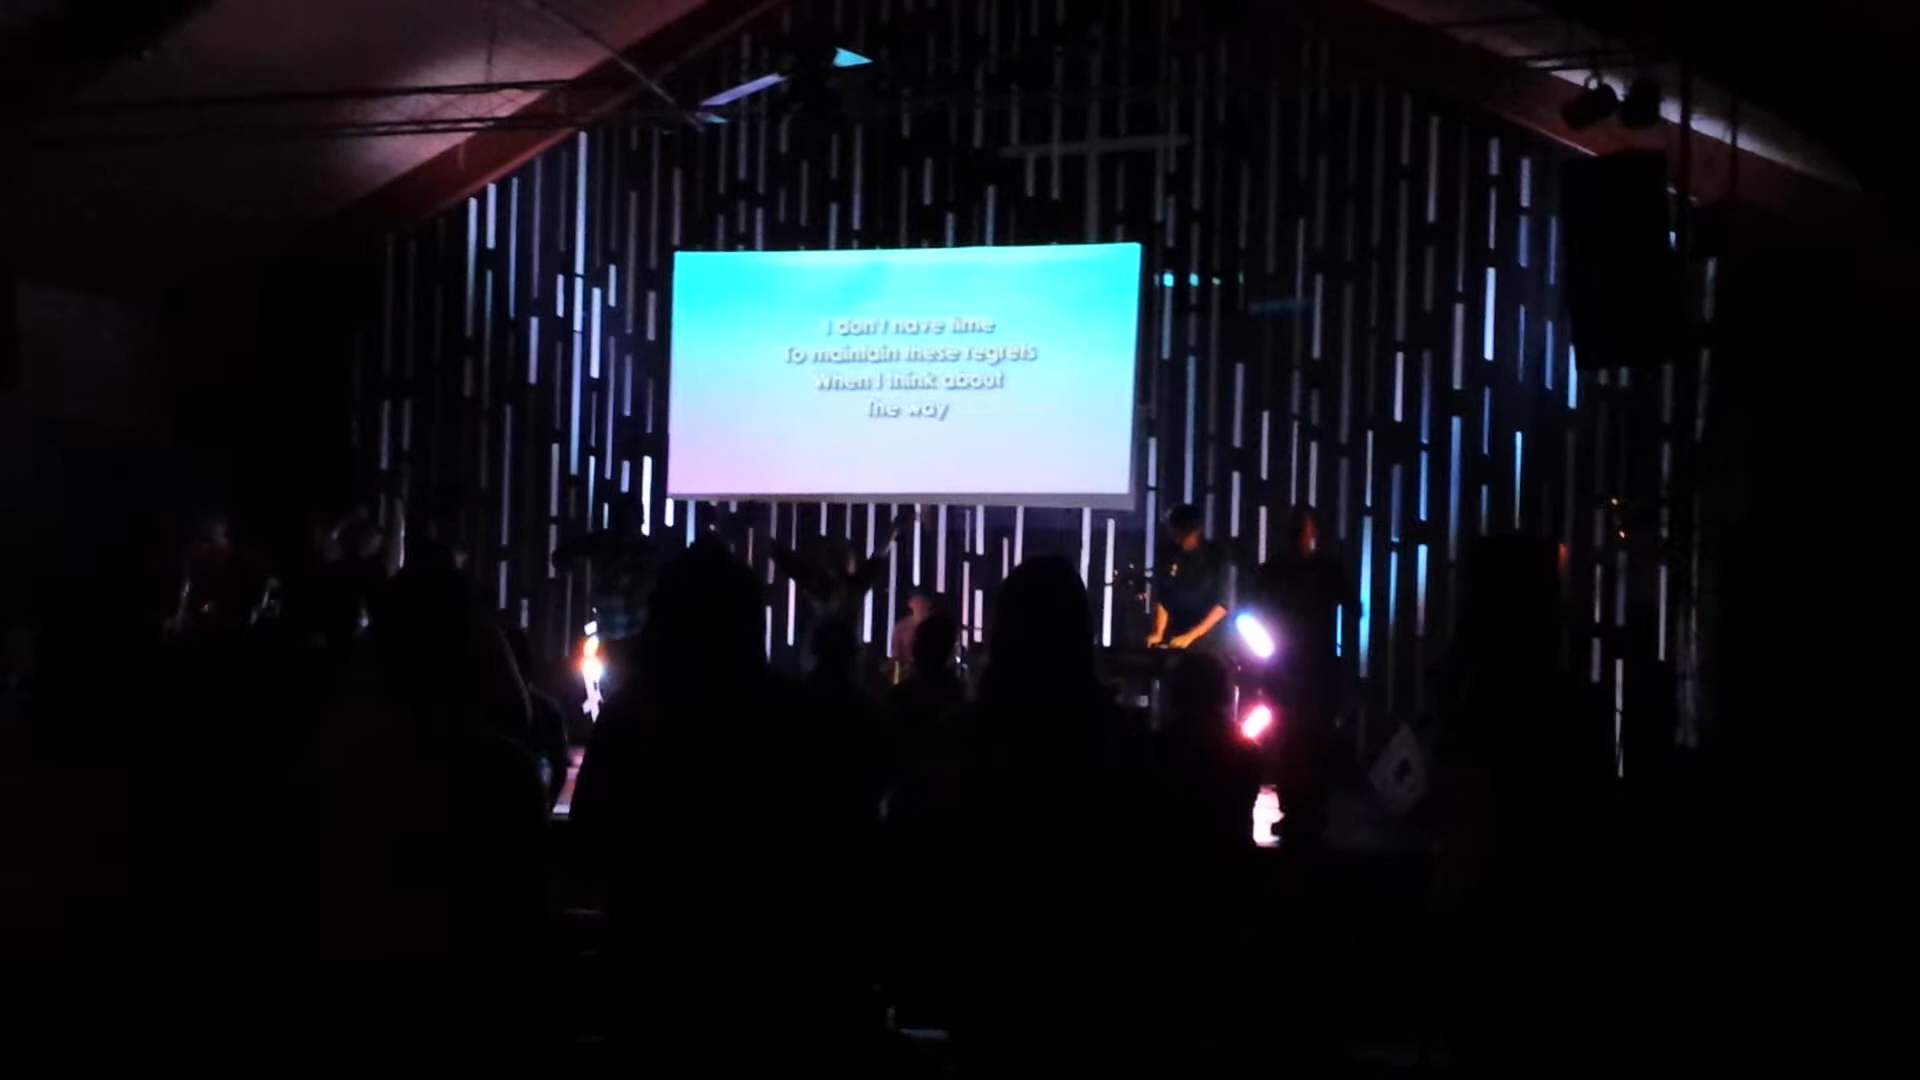 I don't have time
To maintain these regrets
When I think about
The way